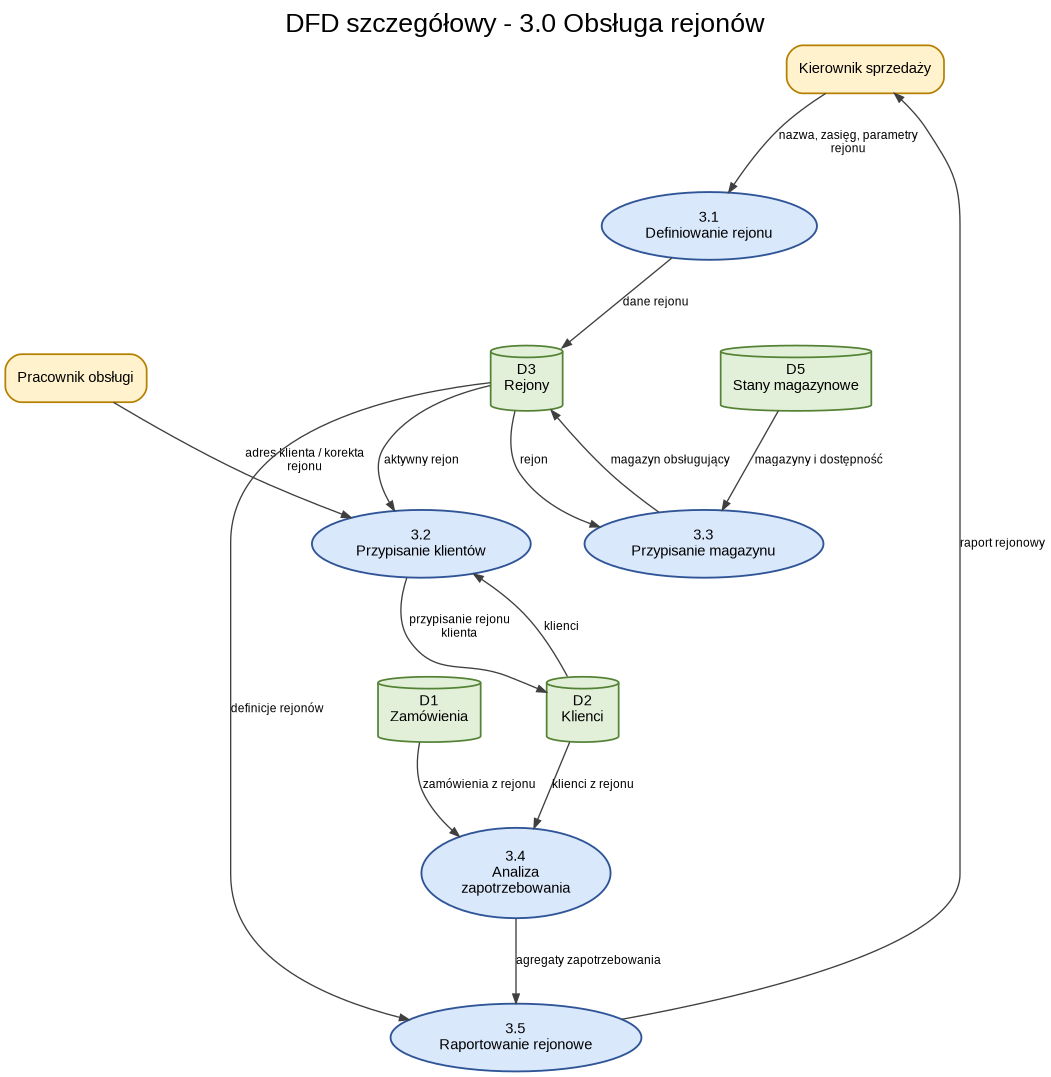 DFD szczegółowy - 3.0 Obsługa rejonów
Kierownik sprzedaży
nazwa, zasięg, parametry
rejonu
3.1
Definiowanie rejonu
dane rejonu
D3
Rejony
D5
Stany magazynowe
Pracownik obsługi
adres klienta / korekta
rejonu
aktywny rejon
rejon
magazyn obsługujący
magazyny i dostępność
3.2
Przypisanie klientów
3.3
Przypisanie magazynu
raport rejonowy
przypisanie rejonu
klienta
klienci
D1
Zamówienia
D2
Klienci
definicje rejonów
zamówienia z rejonu
klienci z rejonu
3.4
Analiza
zapotrzebowania
agregaty zapotrzebowania
3.5
Raportowanie rejonowe